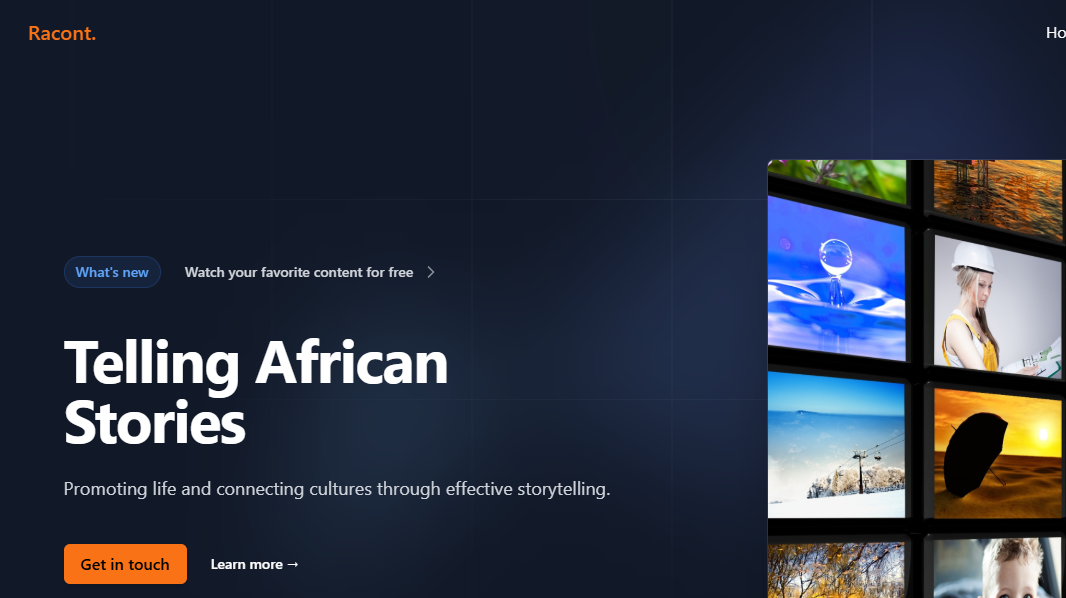 Racont.
Ho
What's new
Watch your favorite content for free
Telling African
Stories
Promoting life and connecting cultures through effective storytelling.
Get in touch
Learn more →